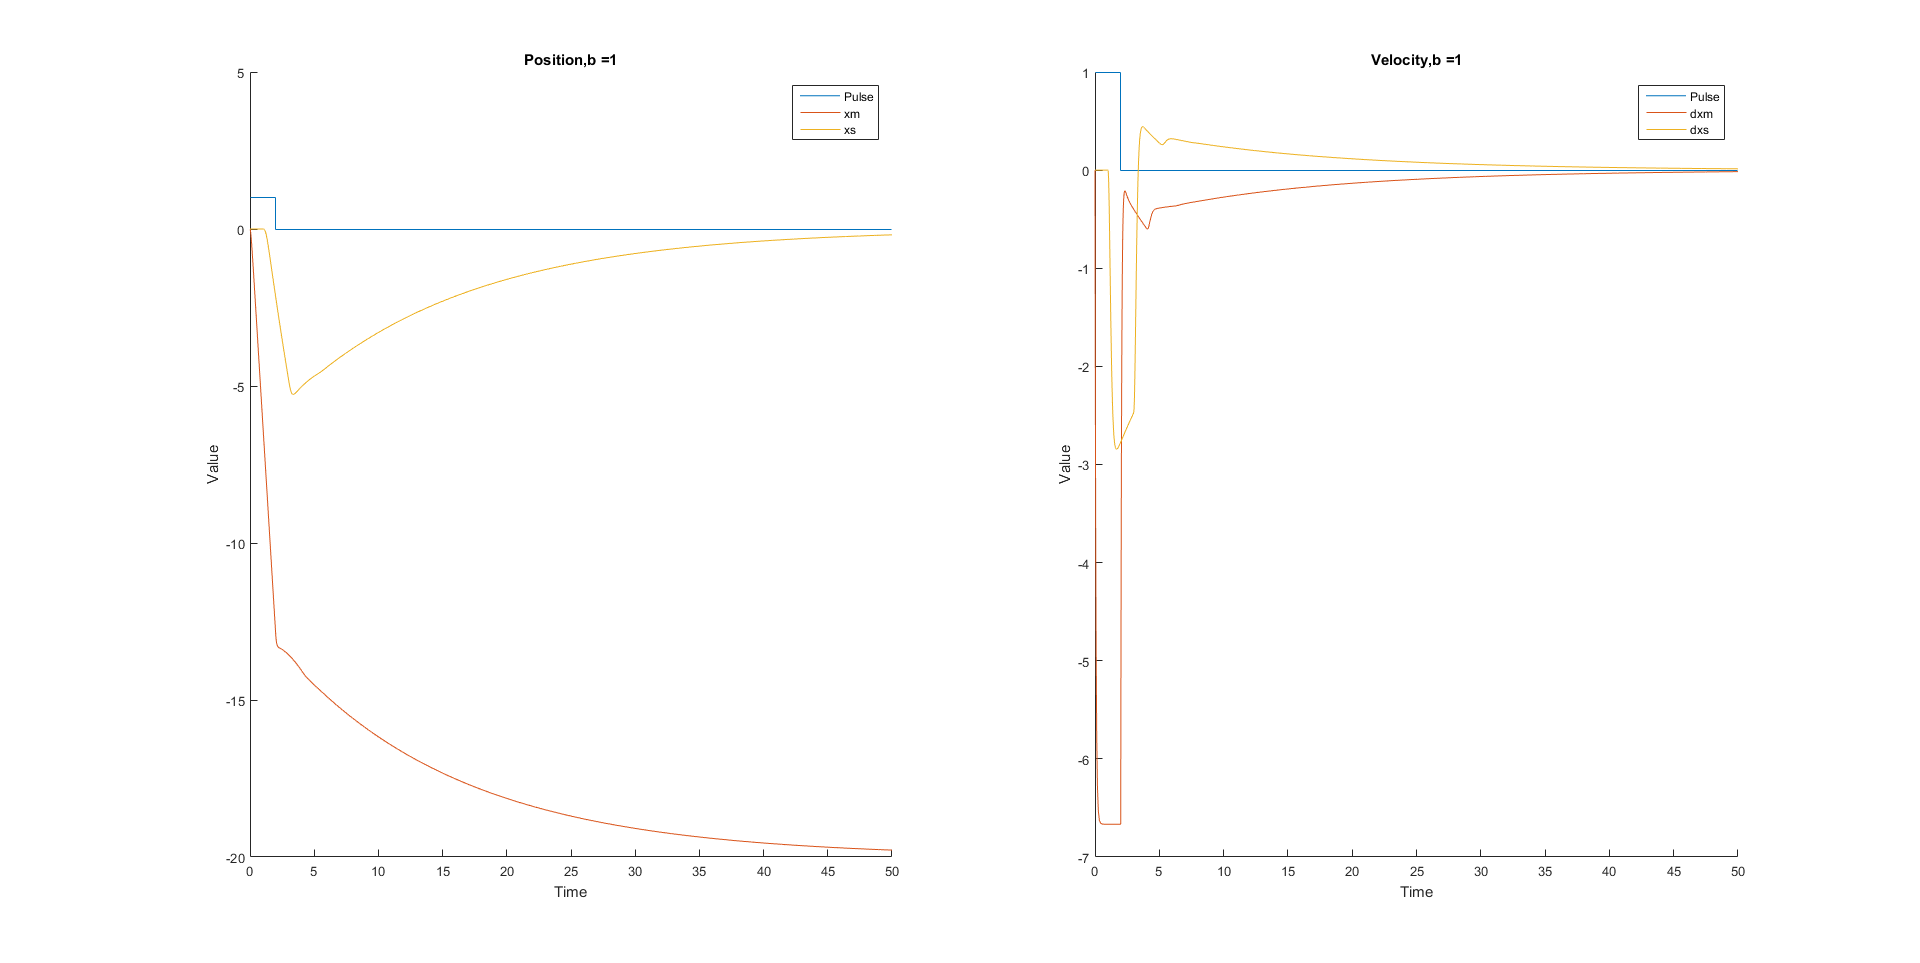 Position,b =1
Pulse
xm
xs
5
0
-5
-10
-15
-20
Value
0 5 10 15 20 25 30 35 40 45 50
Time
Velocity,b =1
Pulse
dxm
dxs
1
0
-1
-2
-3
-4
-5
-6
-7
Value
0 5 10 15 20 25 30 35 40 45 50
Time